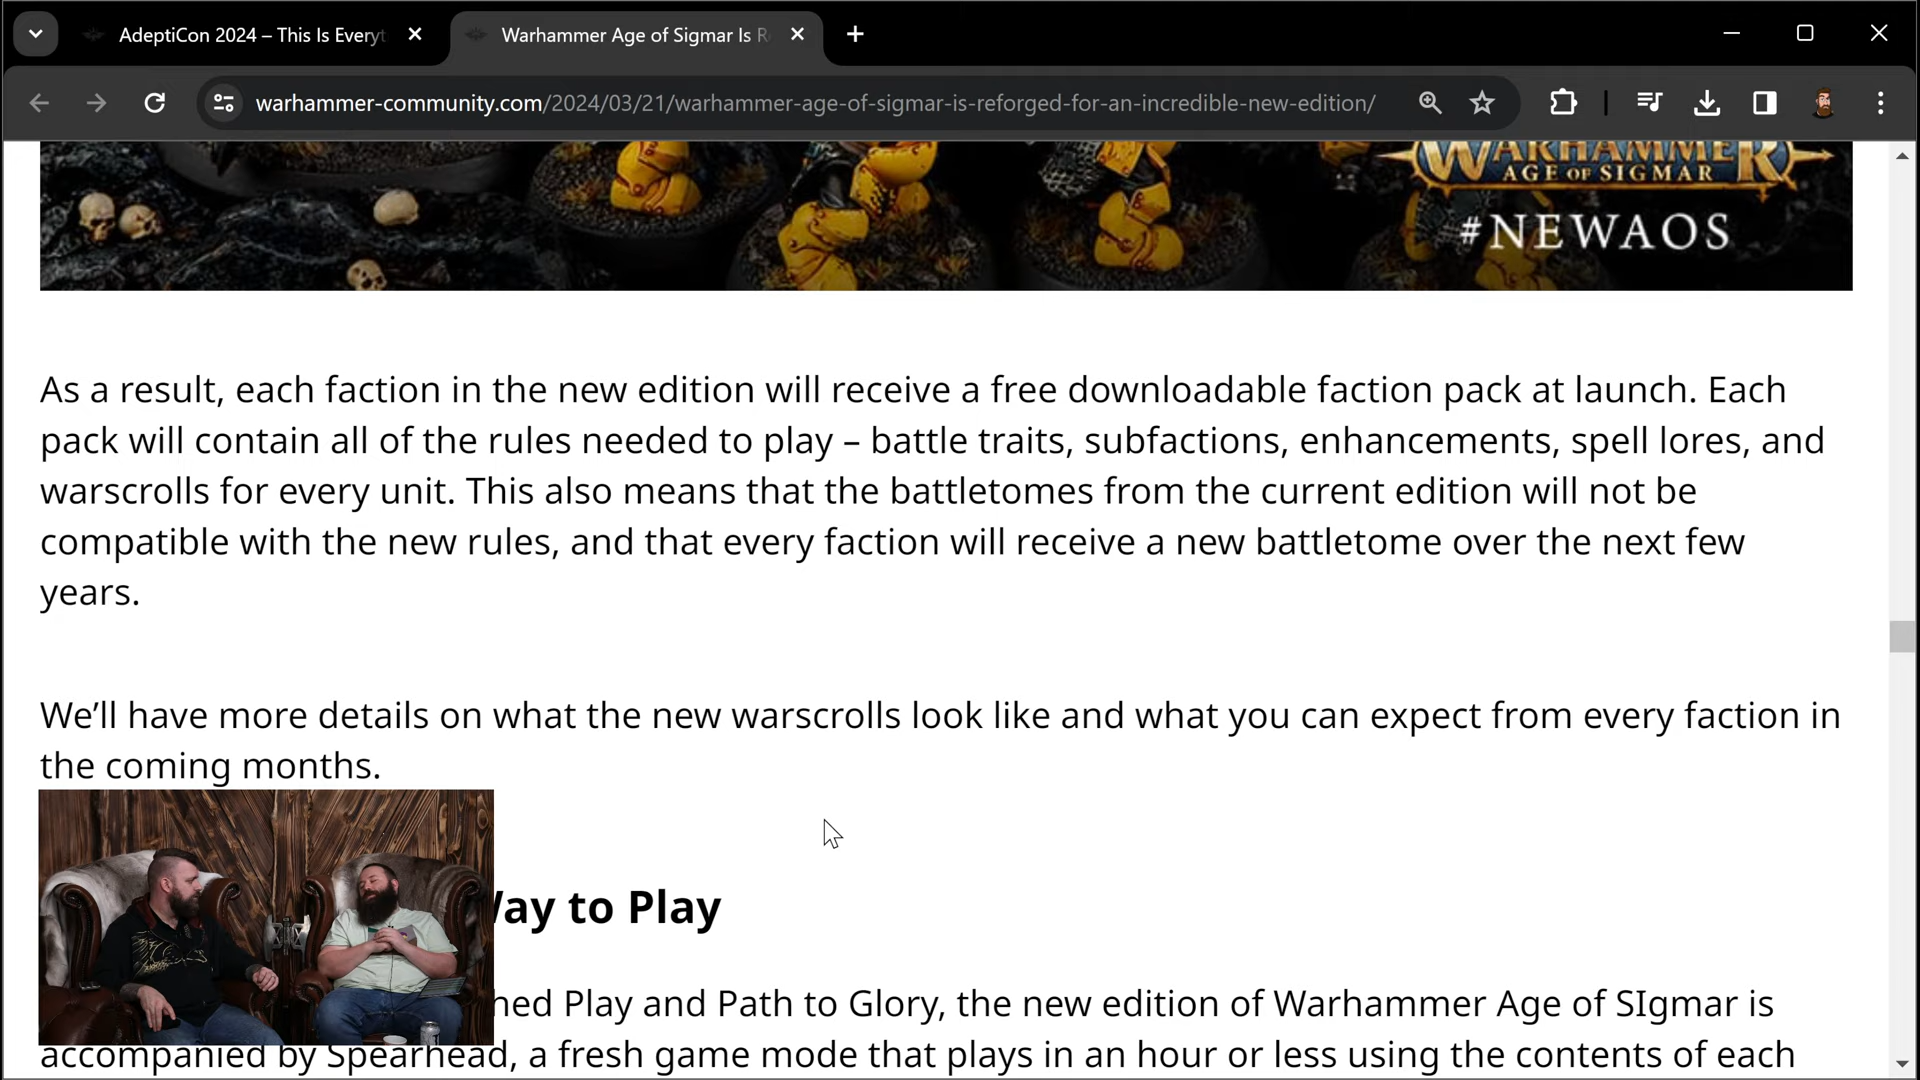 AdeptiCon 2024 – This Is Everyt
Warhammer Age of Sigmar Is R
warhammer-community.com/2024/03/21/warhammer-age-of-sigmar-is-reforged-for-an-incredible-new-edition/
WARHAMMER
AGE OF SIGMAR
#NEWAOS
As a result, each faction in the new edition will receive a free downloadable faction pack at launch. Each
pack will contain all of the rules needed to play – battle traits, subfactions, enhancements, spell lores, and
warscrolls for every unit. This also means that the battletomes from the current edition will not be
compatible with the new rules, and that every faction will receive a new battletome over the next few
years.
We’ll have more details on what the new warscrolls look like and what you can expect from every faction in
the coming months.
Way to Play
hed Play and Path to Glory, the new edition of Warhammer Age of SIgmar is
accompanied by Spearhead, a fresh game mode that plays in an hour or less using the contents of each